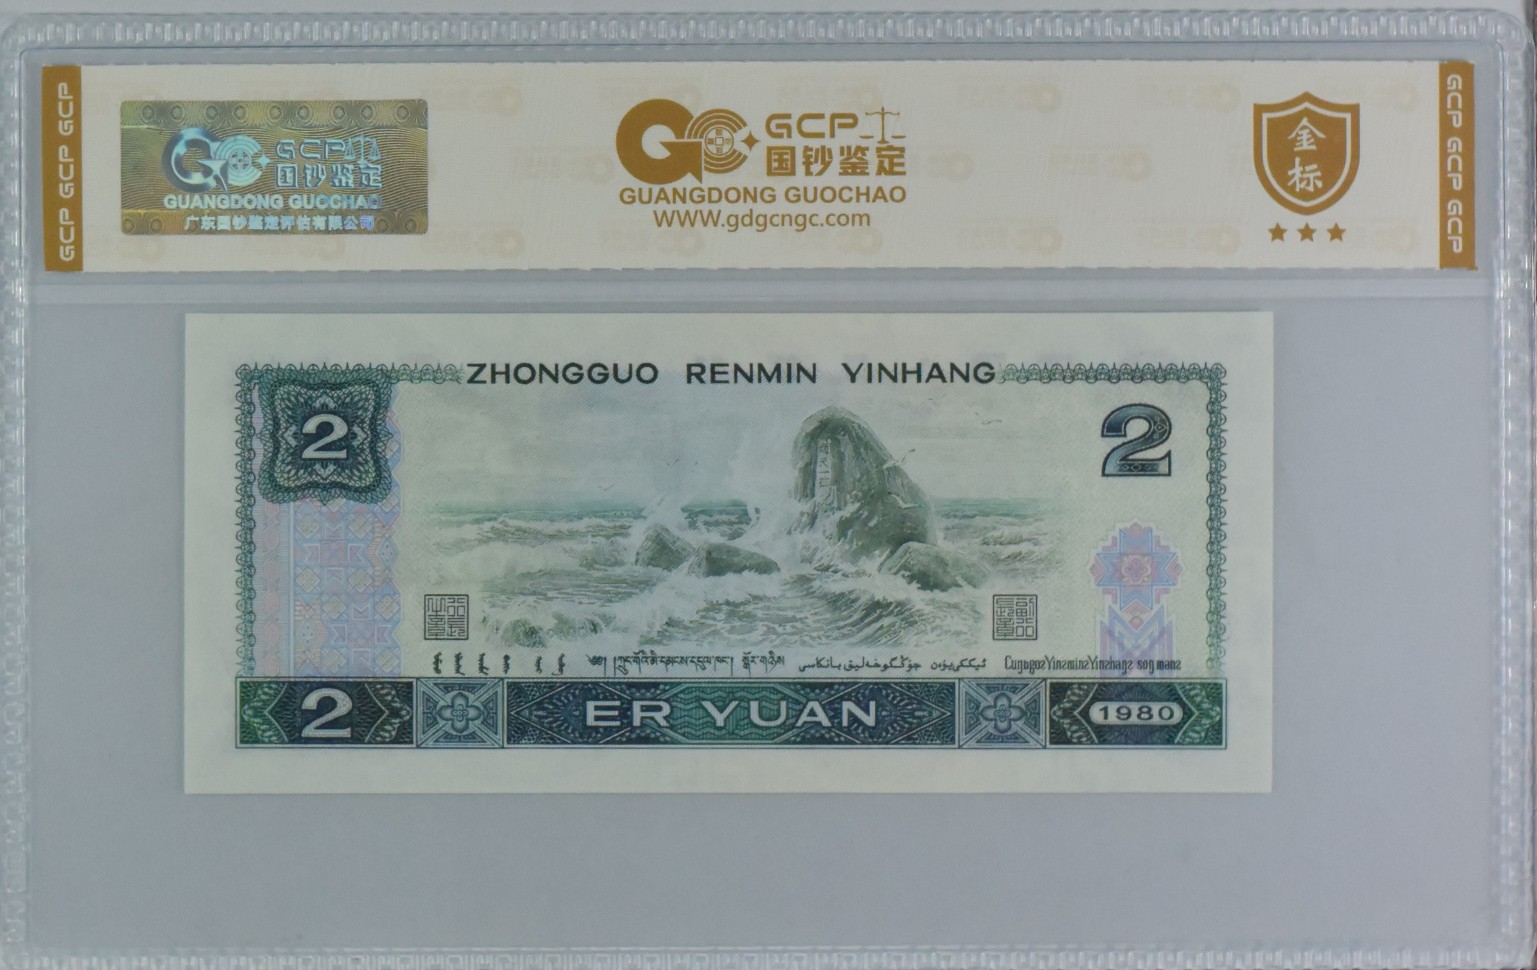 GCP GCP GCP
GCP
国钞鉴定
GUANGDONG GUOCHAO
广东国钞鉴定评估有限公司
GCP
国钞鉴定
GUANGDONG GUOCHAO
WWW.gdgcngc.com
金标
GCP GCP GCP
ZHONGGUO RENMIN YINHANG
2
2
2
ER YUAN
1980